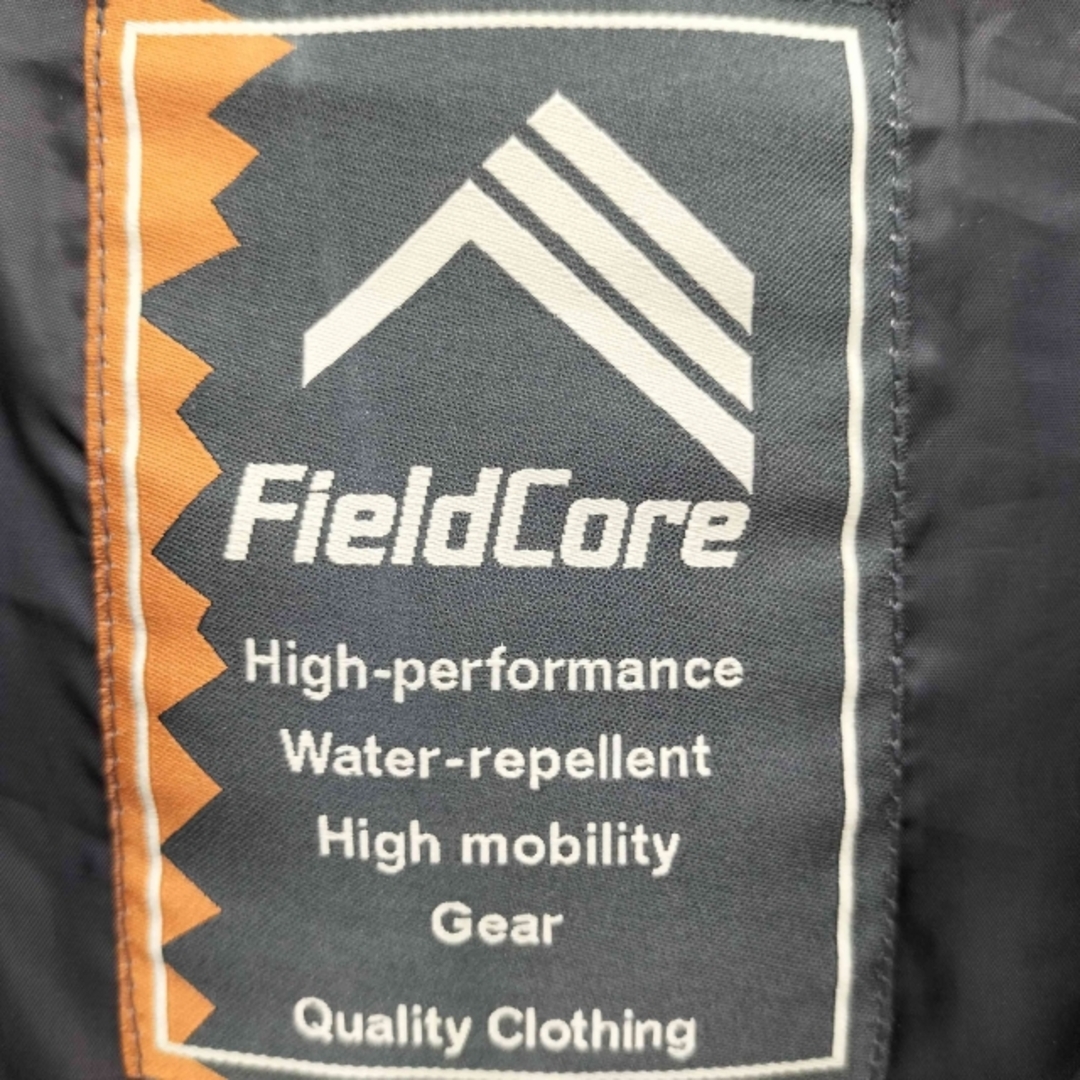 FieldCore
High-performance
Water-repellent
High mobility
Gear
Quality Clothing